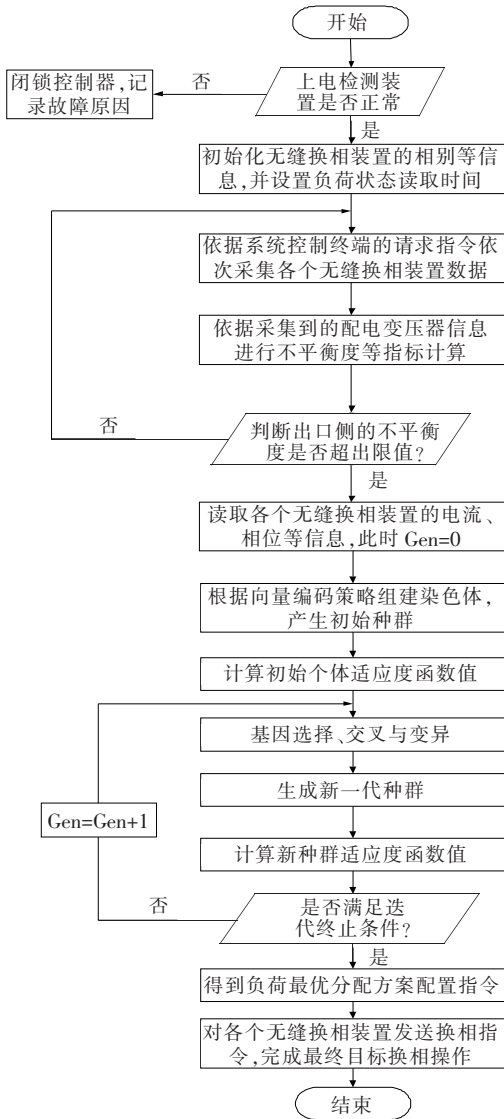 开始
上电检测装
置是否正常
否
闭锁控制器,记
录故障原因
是
初始化无缝换相装置的相别等信
息,并设置负荷状态读取时间
依据系统控制终端的请求指令依
次采集各个无缝换相装置数据
依据采集到的配电变压器信息
进行不平衡度等指标计算
否
判断出口侧的不平衡
度是否超出限值?
是
读取各个无缝换相装置的电流、
相位等信息,此时 Gen=0
根据向量编码策略组建染色体,
产生初始种群
计算初始个体适应度函数值
基因选择、交叉与变异
生成新一代种群
Gen=Gen+1
计算新种群适应度函数值
否
是否满足迭
代终止条件?
是
得到负荷最优分配方案配置指令
对各个无缝换相装置发送换相指
令,完成最终目标换相操作
结束